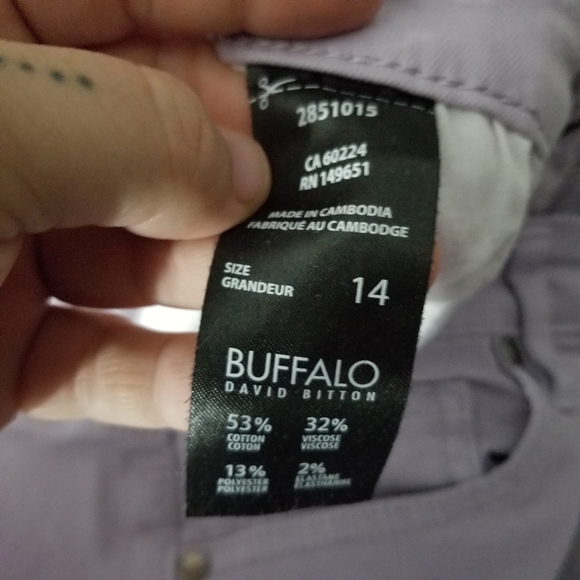 2851015
CA 60224
RN 149651
MADE IN CAMBODIA
FABRIQUÉ AU CAMBODGE
SIZE
GRANDEUR
14
BUFFALO
DAVID BITTON
53% 32%
COTTON VISCOSE
COTON VISCOSE
13% 2%
POLYESTER ELASTANE
POLYESTER ÉLASTHANNE